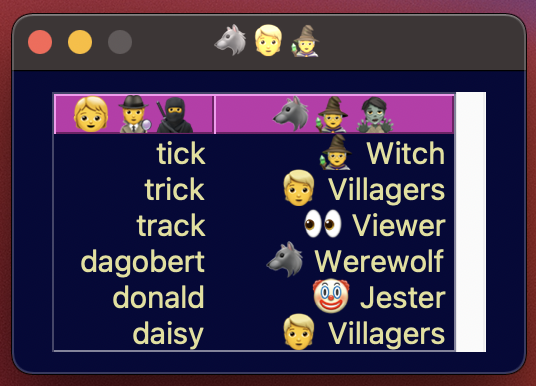 🐺👱🧙
👱🕵️🥷 🐺🧙🧟
tick 🧙 Witch
trick 👱 Villagers
track 👀 Viewer
dagobert 🐺 Werewolf
donald 🤡 Jester
daisy 👱 Villagers